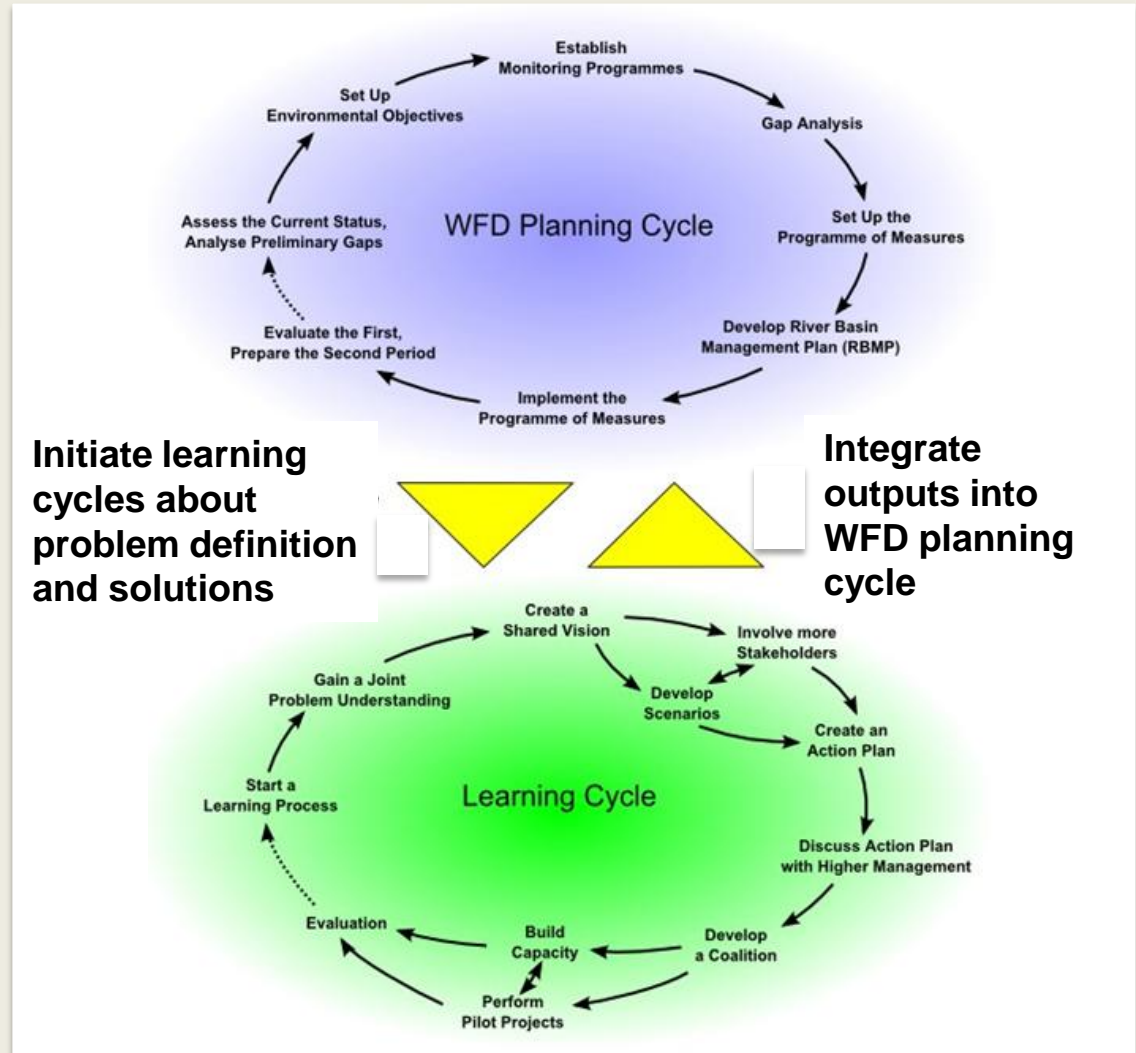 Establish
Monitoring Programmes
Set Up
Environmental Objectives
Gap Analysis
Assess the Current Status,
Analyse Preliminary Gaps
WFD Planning Cycle
Set Up the
Programme of Measures
Evaluate the First,
Prepare the Second Period
Develop River Basin
Management Plan (RBMP)
Implement the
Programme of Measures
Initiate learning
cycles about
problem definition
and solutions
Integrate
outputs into
WFD planning
cycle
Create a
Shared Vision
Involve more
Stakeholders
Gain a Joint
Problem Understanding
Develop
Scenarios
Create an
Action Plan
Start a
Learning Process
Learning Cycle
Discuss Action Plan
with Higher Management
Evaluation
Build
Capacity
Develop
a Coalition
Perform
Pilot Projects